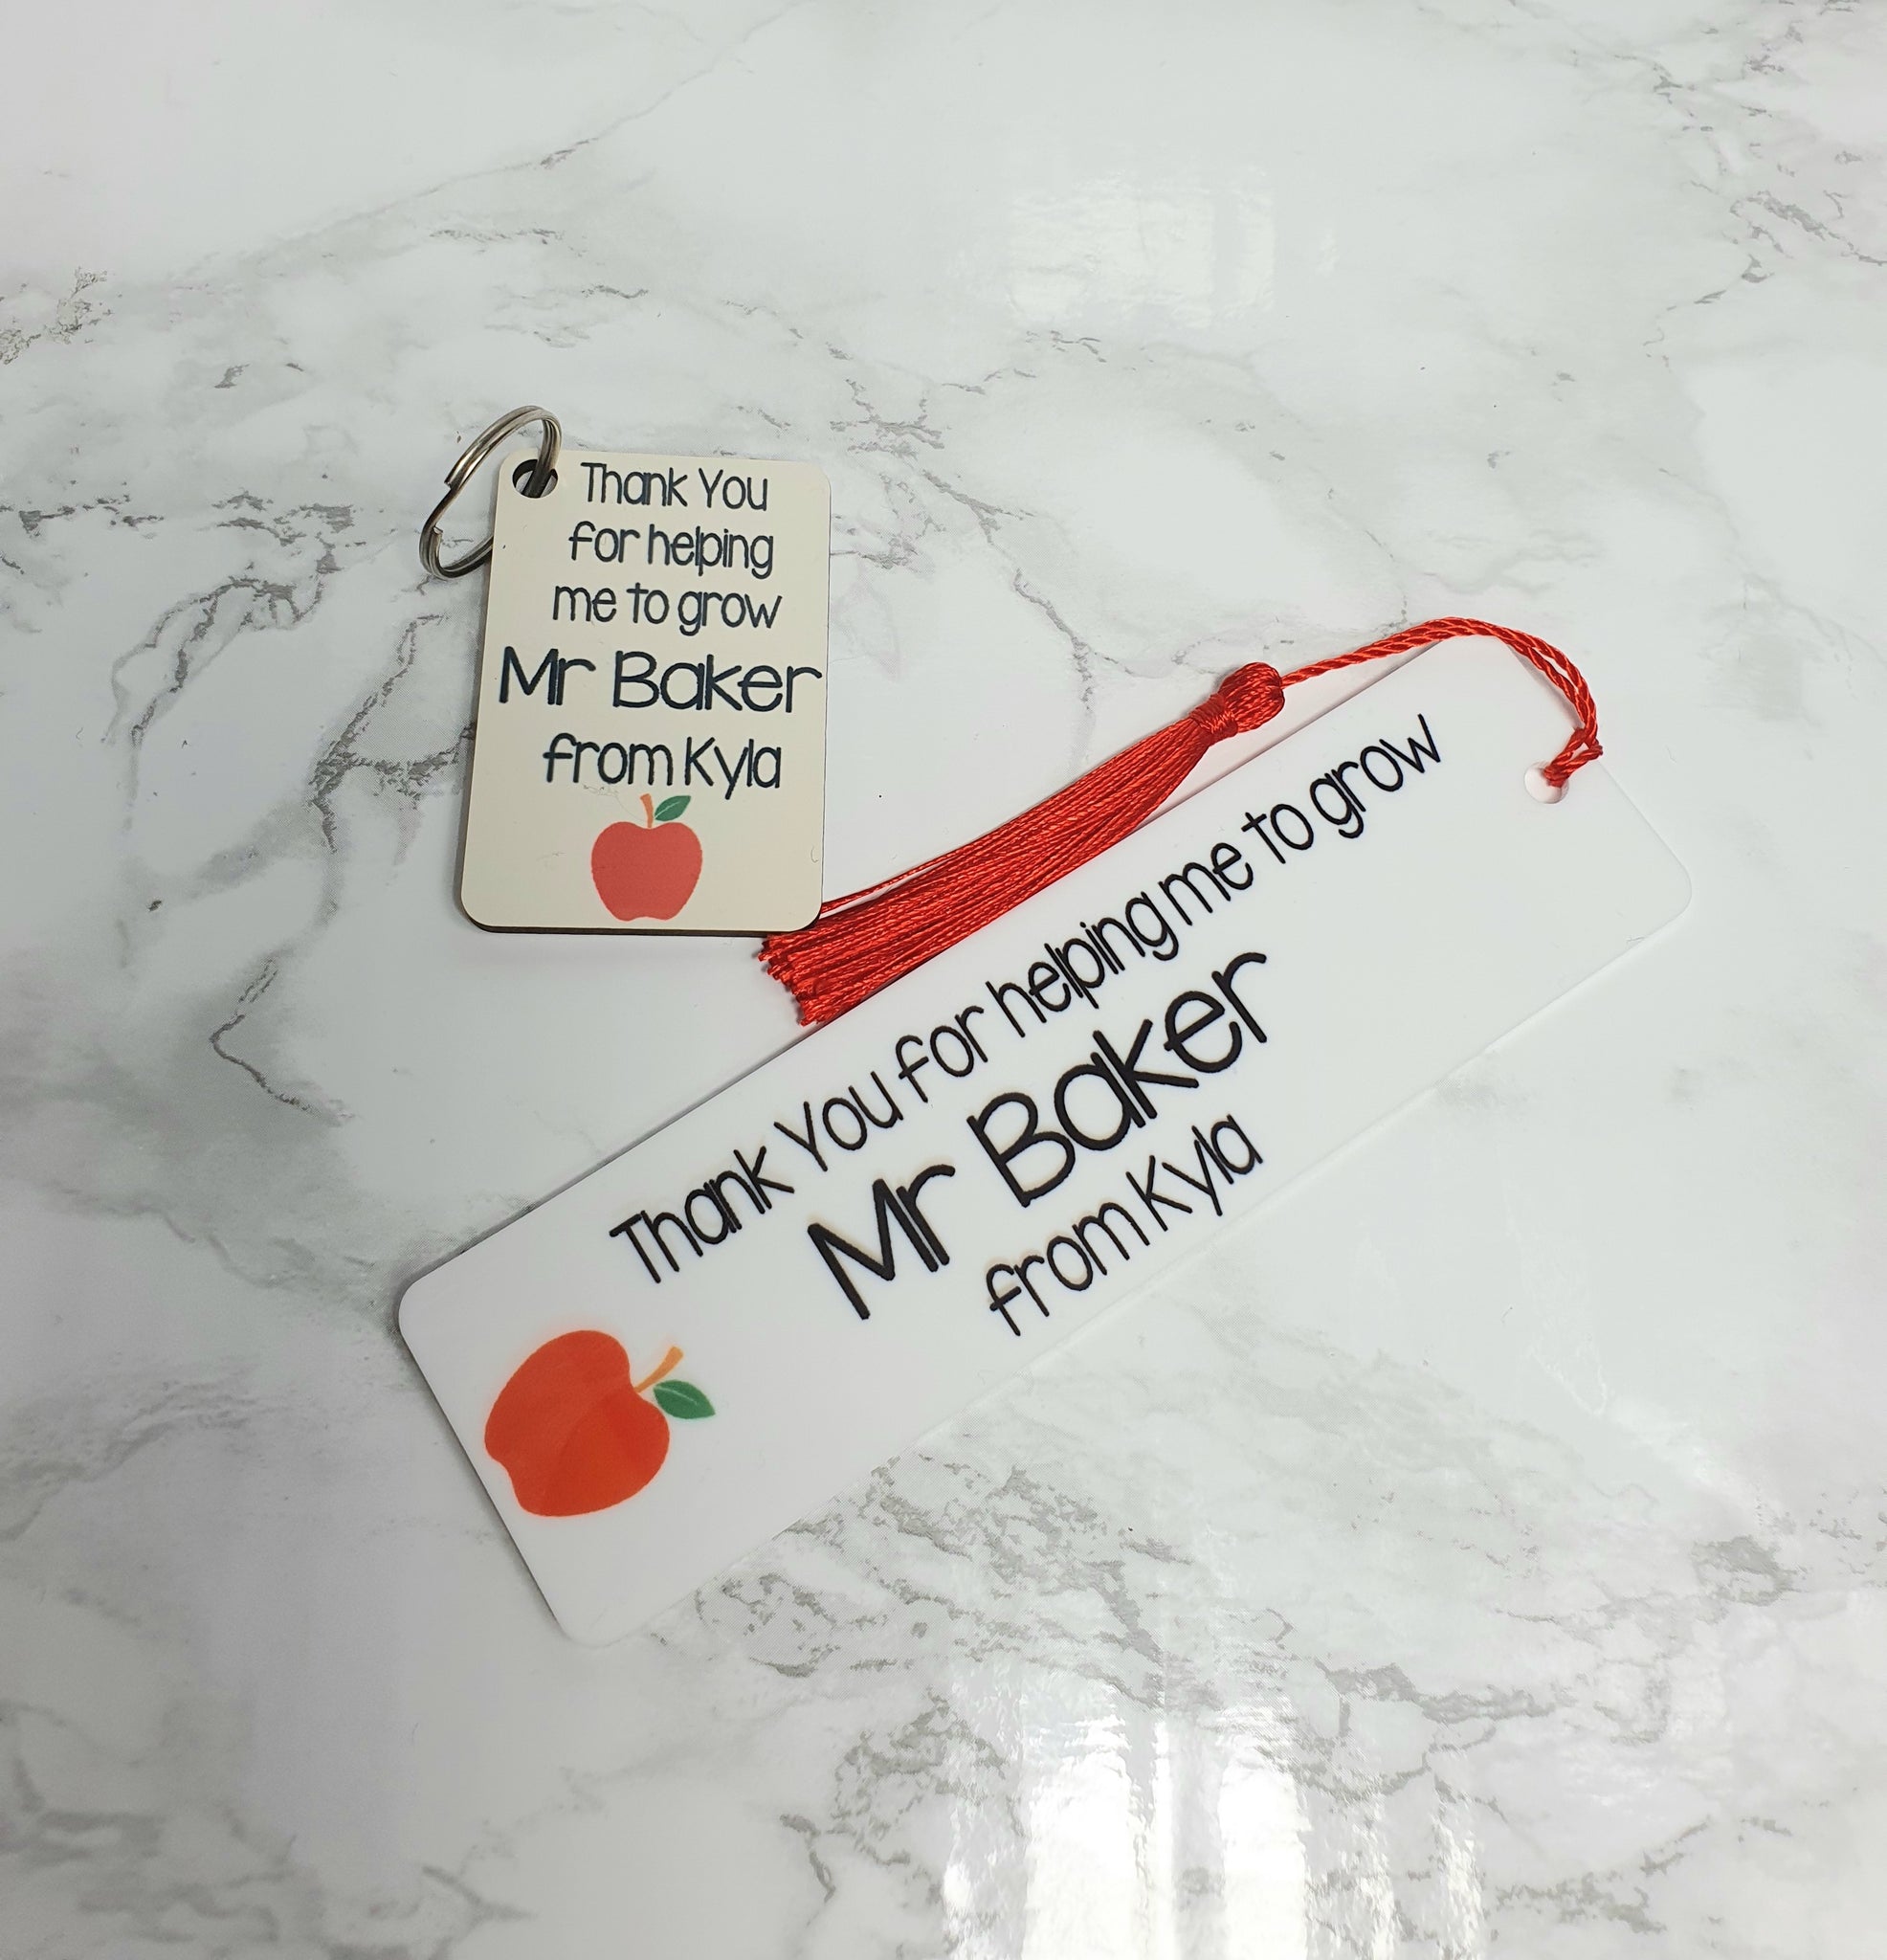 Thank You
for helping
me to grow
Mr Baker
from Kyla
Thank You for helping me to grow
Mr Baker
from Kyla